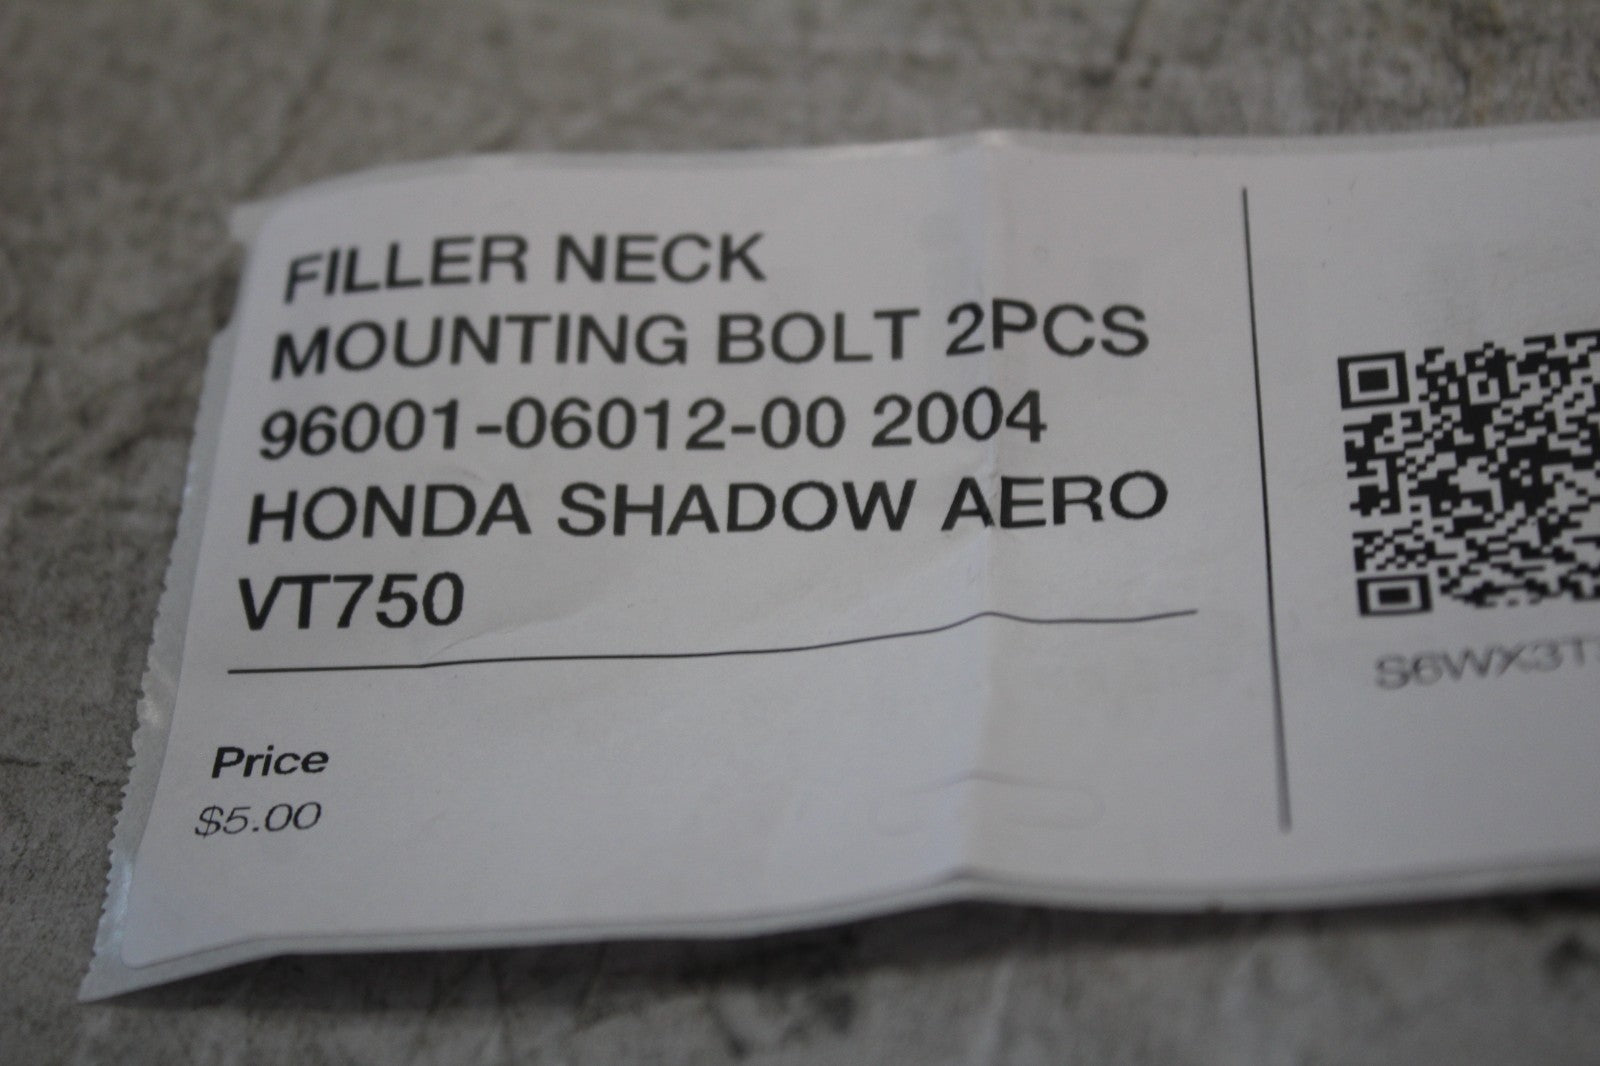 FILLER NECK
MOUNTING BOLT 2PCS
96001-06012-00 2004
HONDA SHADOW AERO
VT750
Price
$5.00